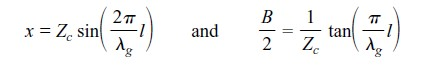 x = Z_c sin(2π/λ_g l) and B/2 = 1/Z_c tan(π/λ_g l)